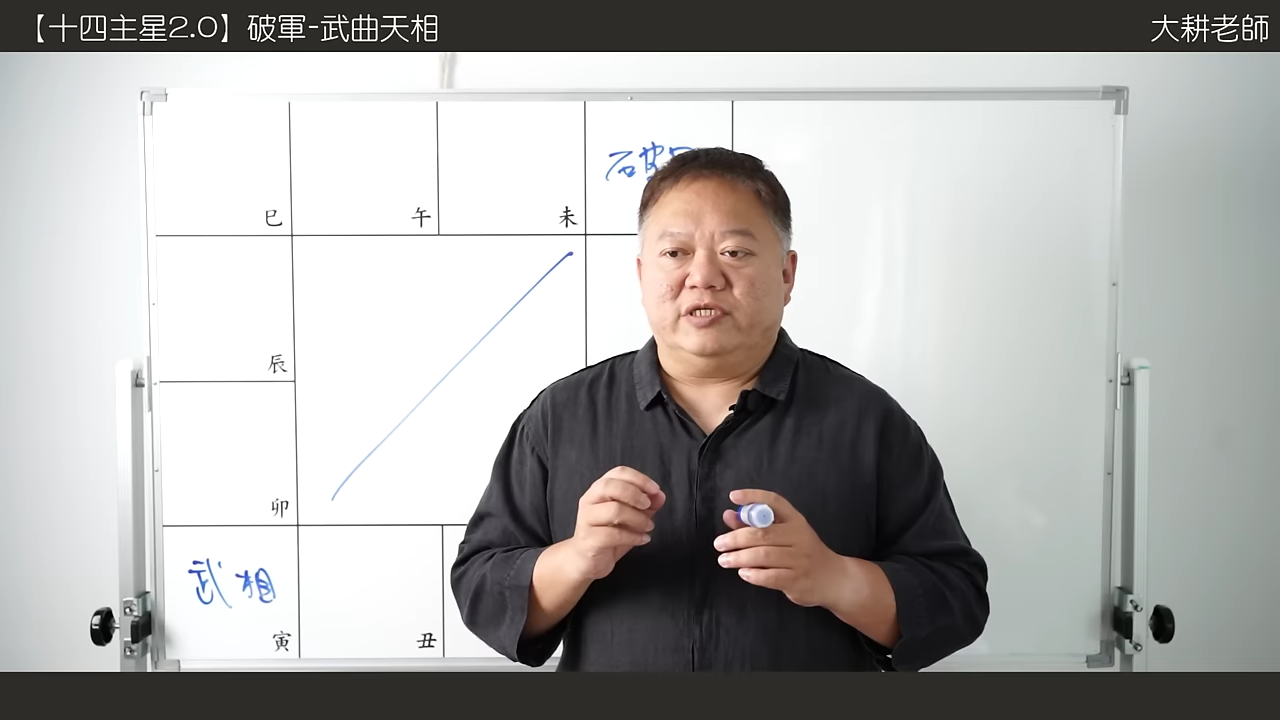 【十四主星2.0】破軍-武曲天相
大耕老師
破
巳
午
未
辰
卯
武相
寅
丑